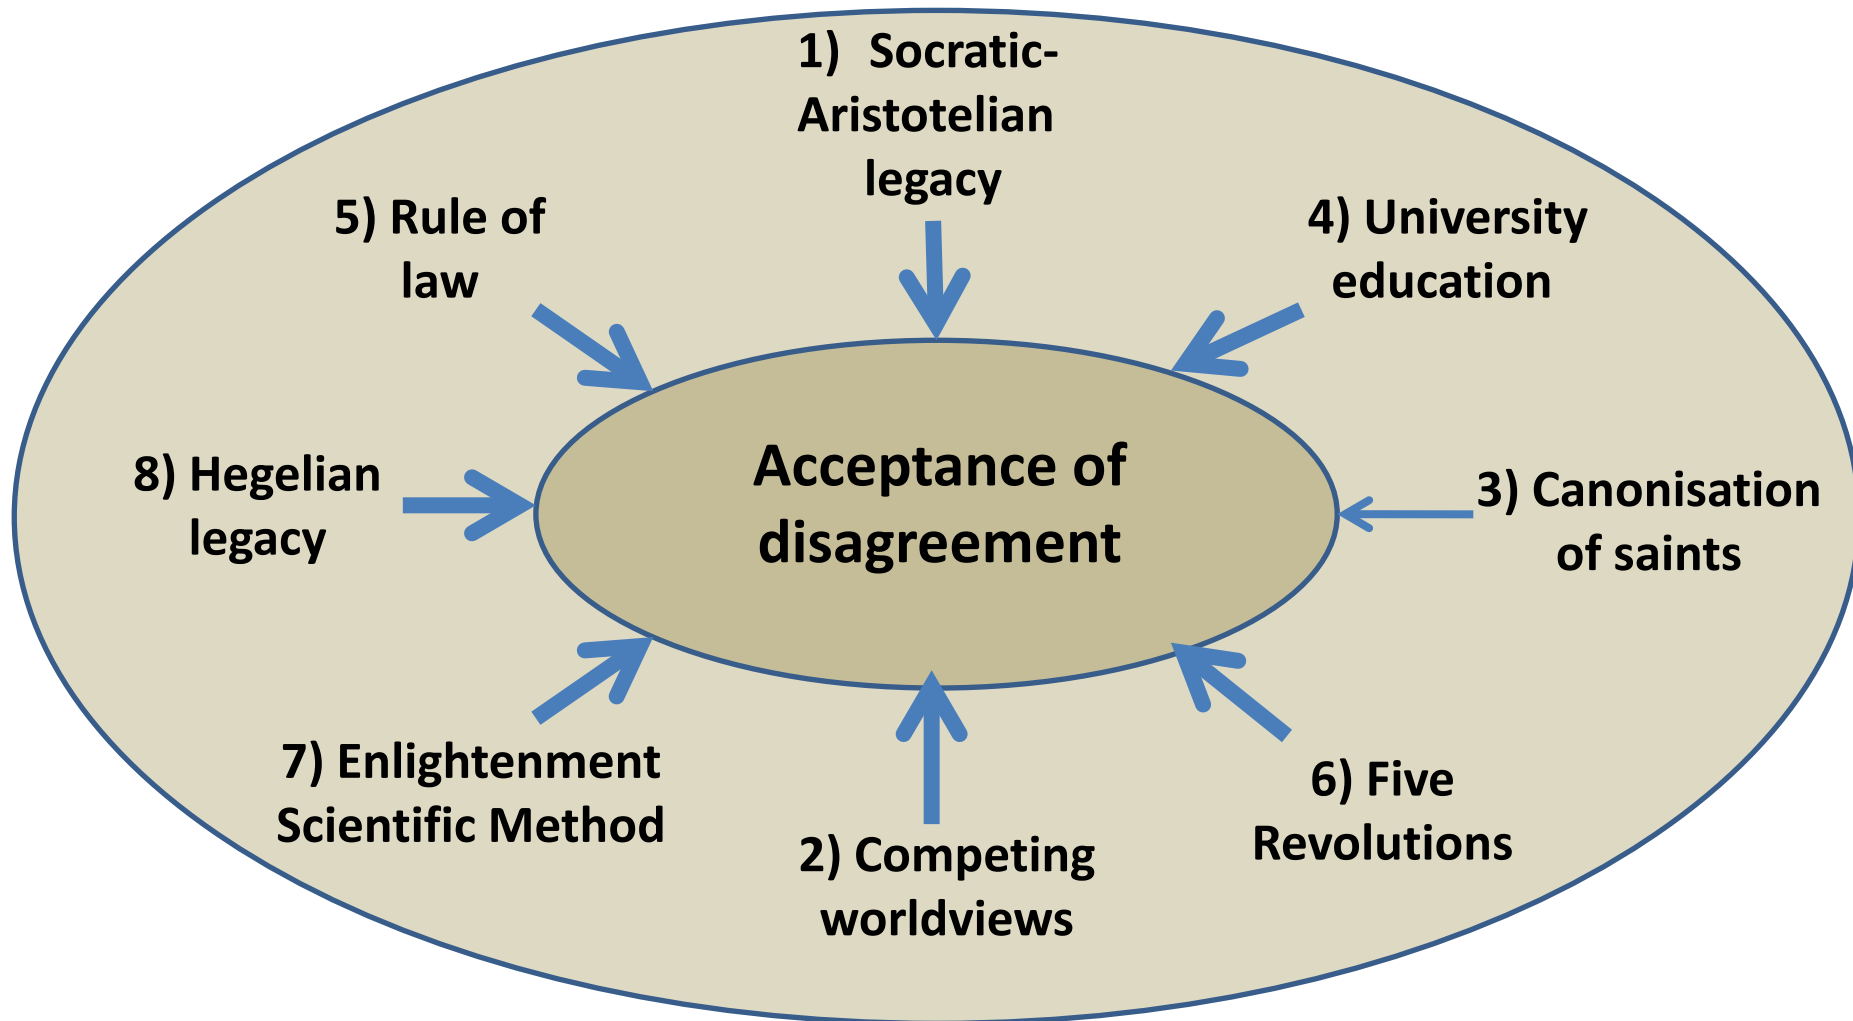 1) Socratic-
Aristotelian
legacy
5) Rule of
law
4) University
education
Acceptance of
disagreement
8) Hegelian
legacy
3) Canonisation
of saints
7) Enlightenment
Scientific Method
6) Five
Revolutions
2) Competing
worldviews